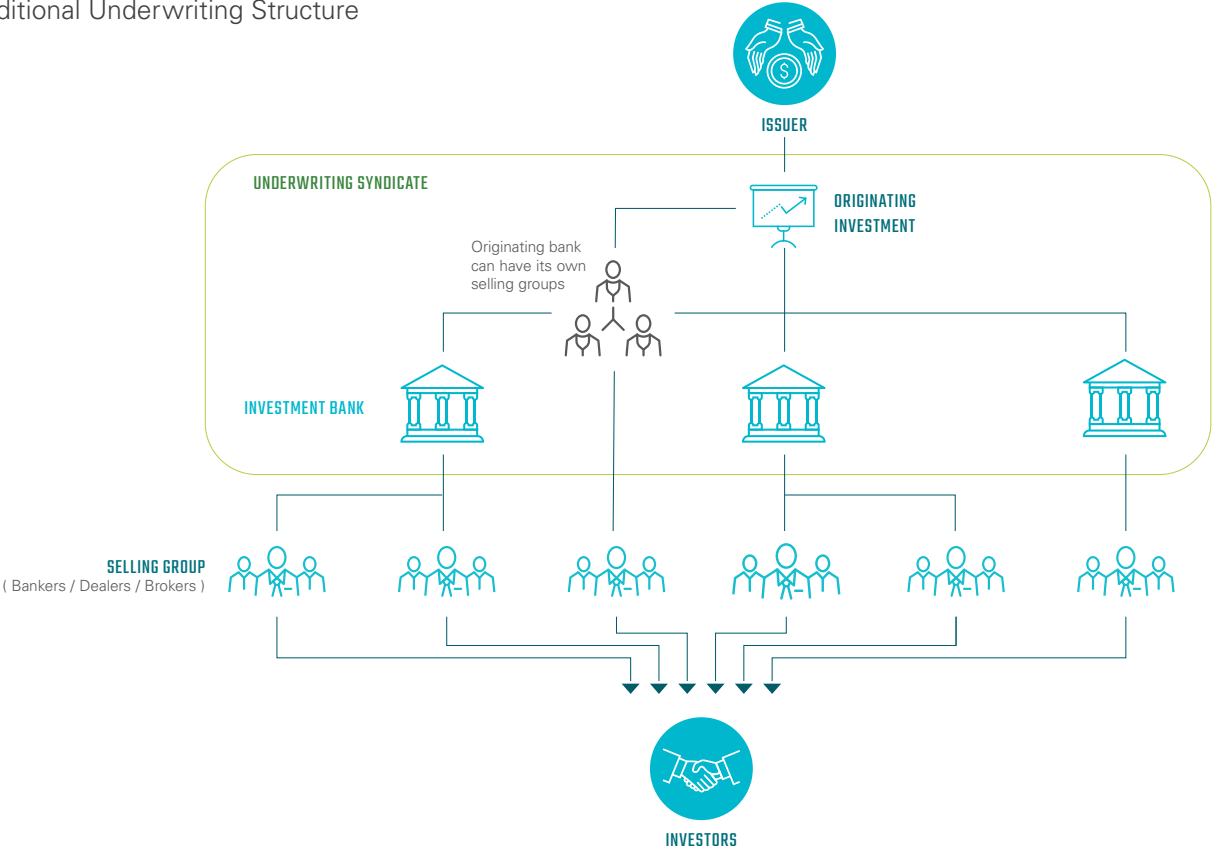 ditional Underwriting Structure
ISSUER
UNDERWRITING SYNDICATE
ORIGINATING
INVESTMENT
Originating bank
can have its own
selling groups
INVESTMENT BANK
SELLING GROUP
( Bankers / Dealers / Brokers )
INVESTORS
$